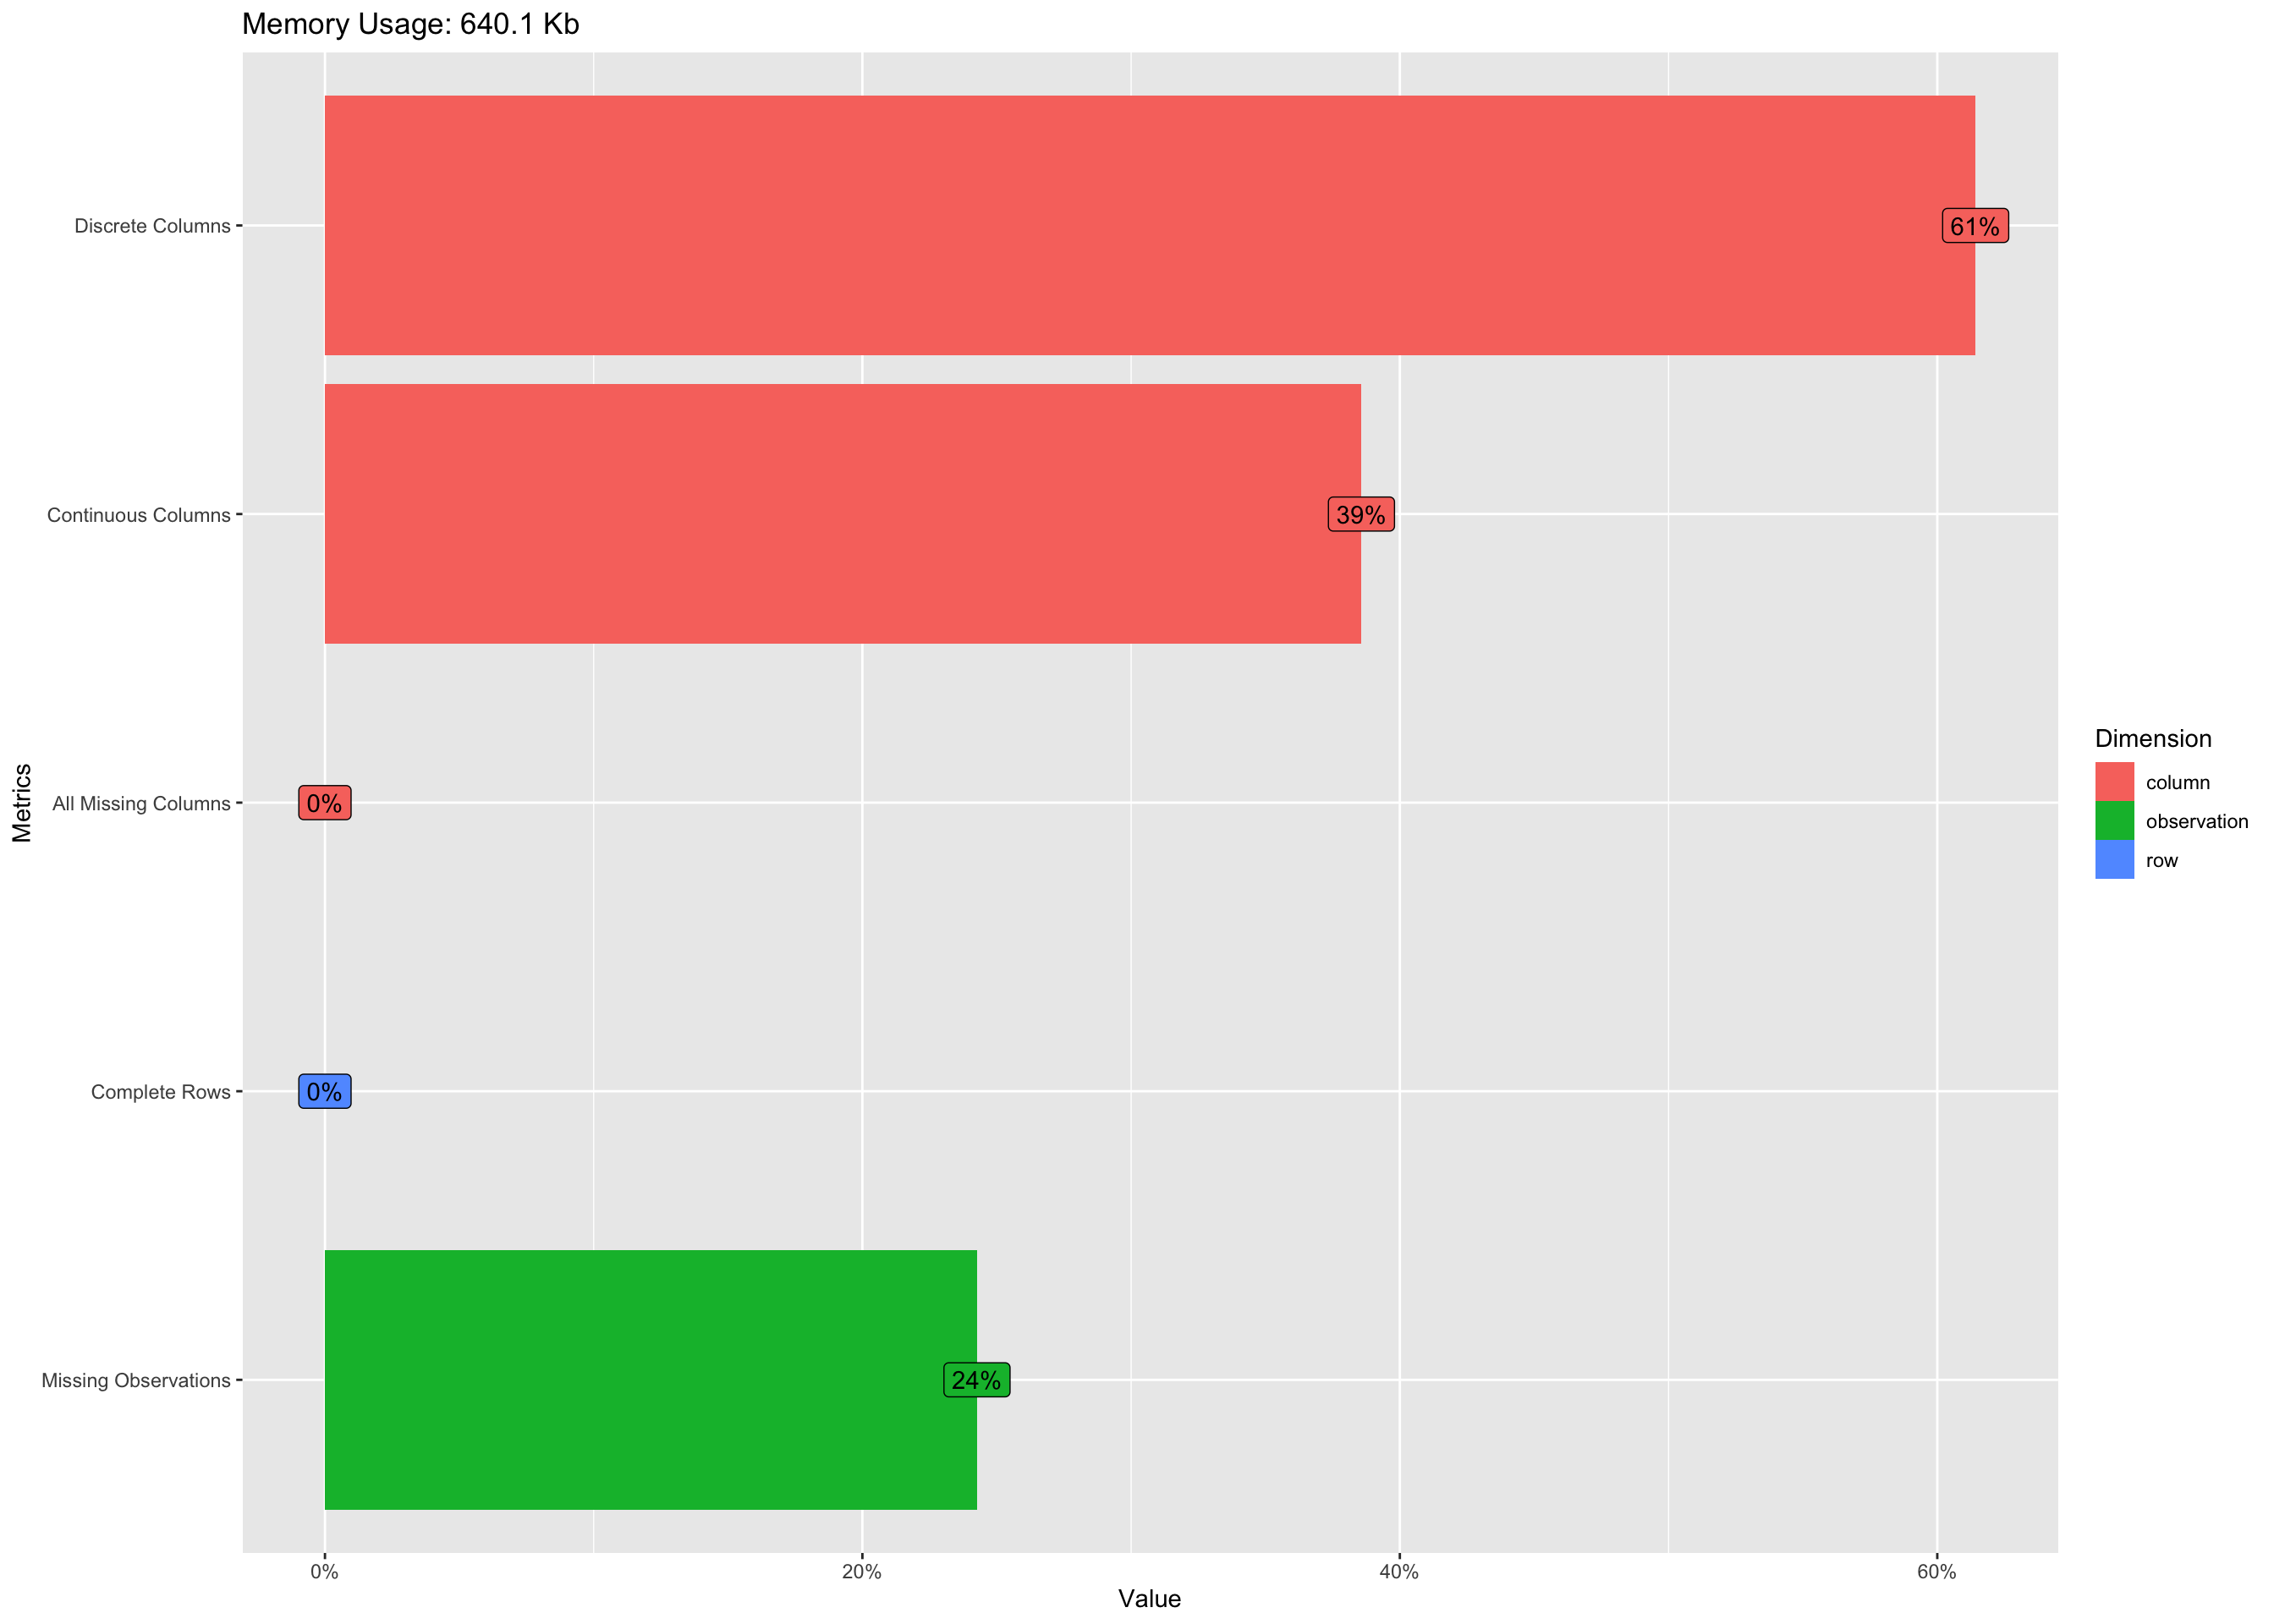 Memory Usage: 640.1 Kb
Discrete Columns
61%
Continuous Columns
39%
All Missing Columns
0%
Complete Rows
0%
Missing Observations
24%
Metrics
0%
20%
40%
60%
Value
Dimension
column
observation
row